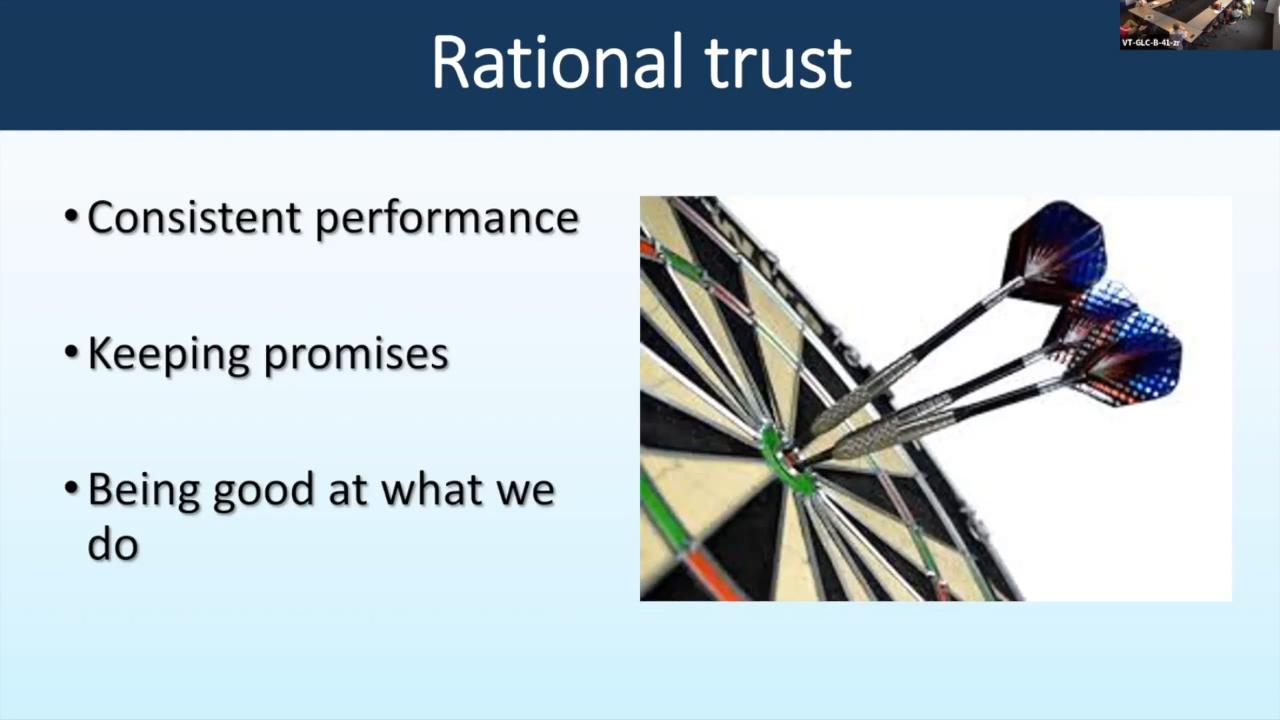 Rational trust
VT-GLC-B-41-zr
• Consistent performance
• Keeping promises
• Being good at what we
do